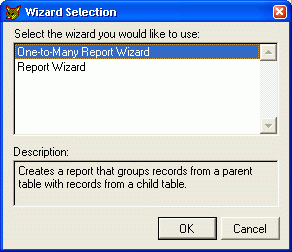 Wizard Selection
Select the wizard you would like to use:
One-to-Many Report Wizard
Report Wizard
Description:
Creates a report that groups records from a parent
table with records from a child table.
OK
Cancel